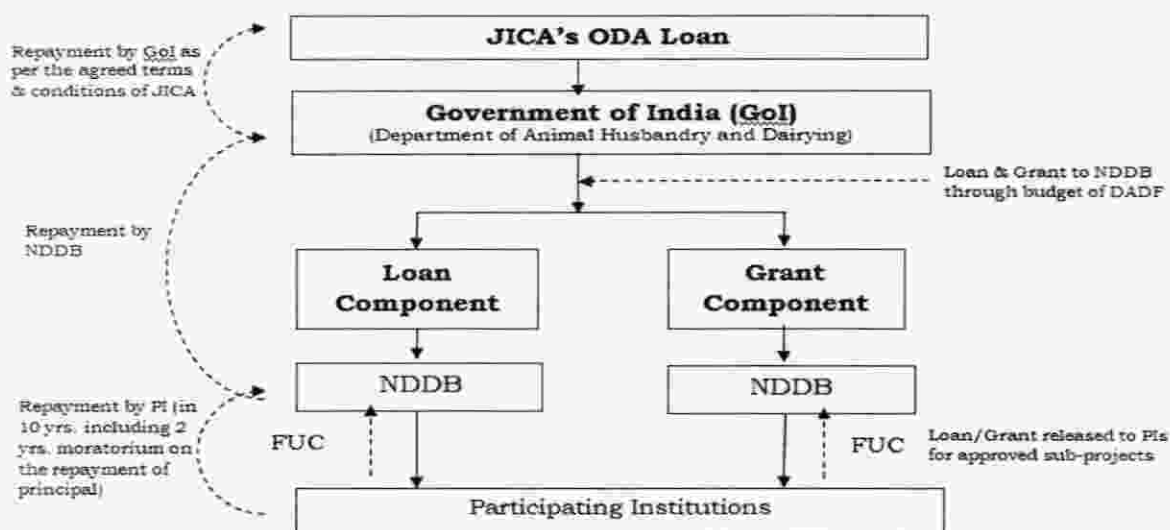 JICA's ODA Loan
Repayment by GoI as
per the agreed terms
& conditions of JICA
Government of India (GoI)
(Department of Animal Husbandry and Dairying)
Loan & Grant to NDDB
through budget of DADF
Repayment by
NDDB
Loan
Component
Grant
Component
NDDB
NDDB
Repayment by PI (in
10 yrs. including 2
yrs. moratorium on
the repayment of
principal)
FUC
FUC
Loan/Grant released to PIs
for approved sub-projects
Participating Institutions